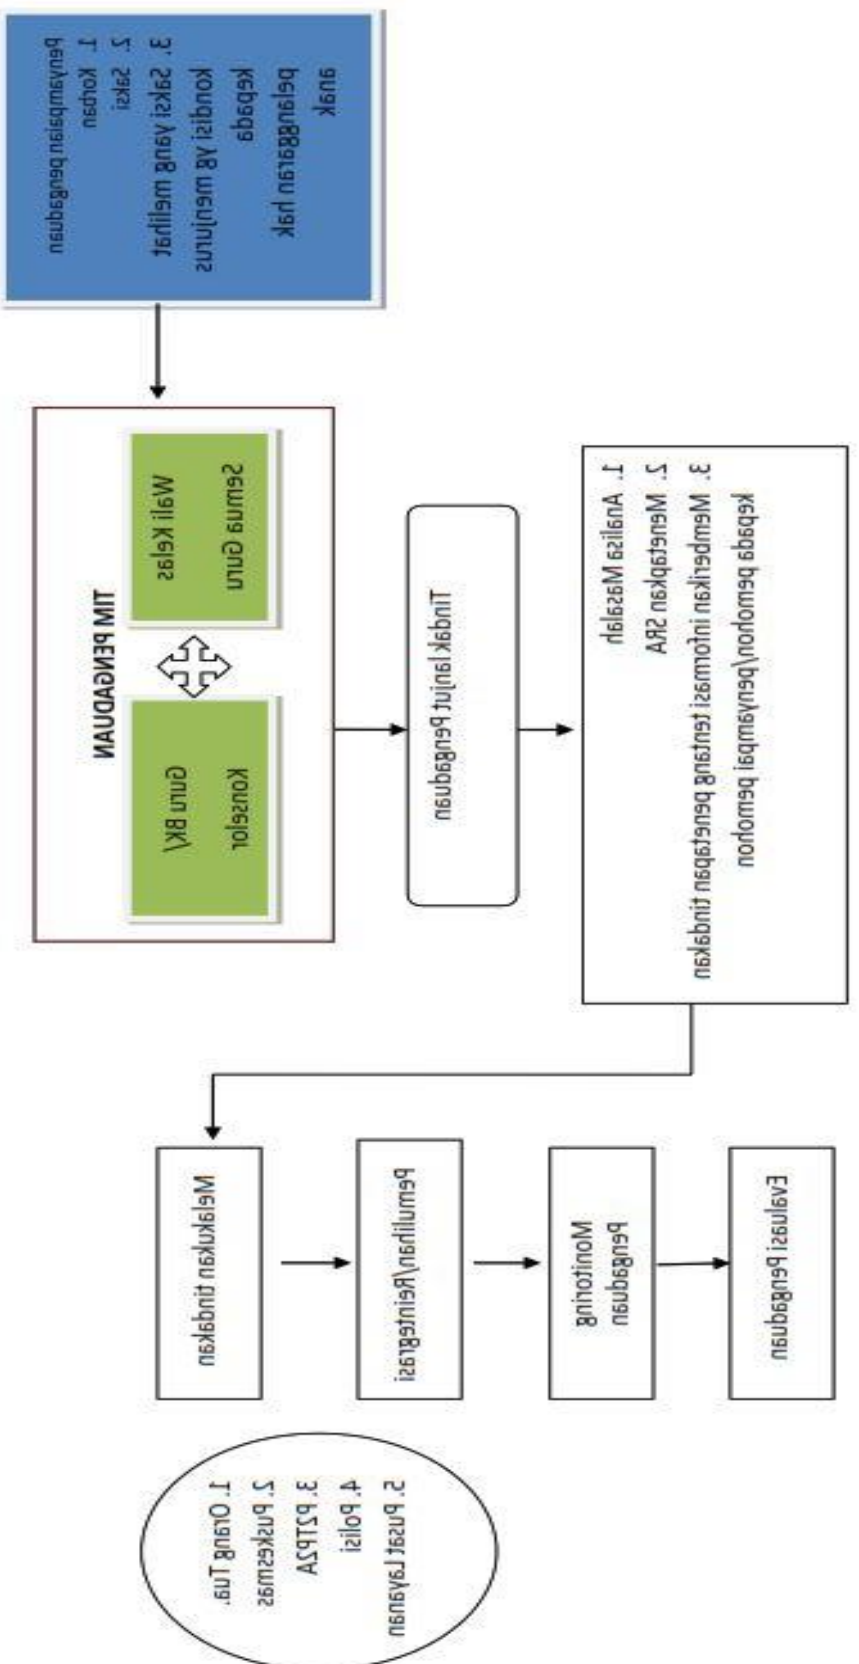 Penyampaian pengaduan
1. Korban
2. Saksi
3. Saksi yang melihat
kondisi yg menjurus
kepada
pelanggaran hak
anak
TIM PENGADUAN
Wali Kelas
Semua Guru
Guru BK/
Konselor
Tindak lanjut Pengaduan
1. Analisa Masalah
2. Menetapkan SRA
3. Memberikan informasi tentang penetapan tindakan
kepada pemohon/penyampai pemohon
Melakukan tindakan
Pemulihan/Reintegrasi
Monitoring
Pengaduan
Evaluasi Pengaduan
1. Orang Tua.
2. Puskesmas
3. P2TP2A
4. Polisi
5. Pusat Layanan